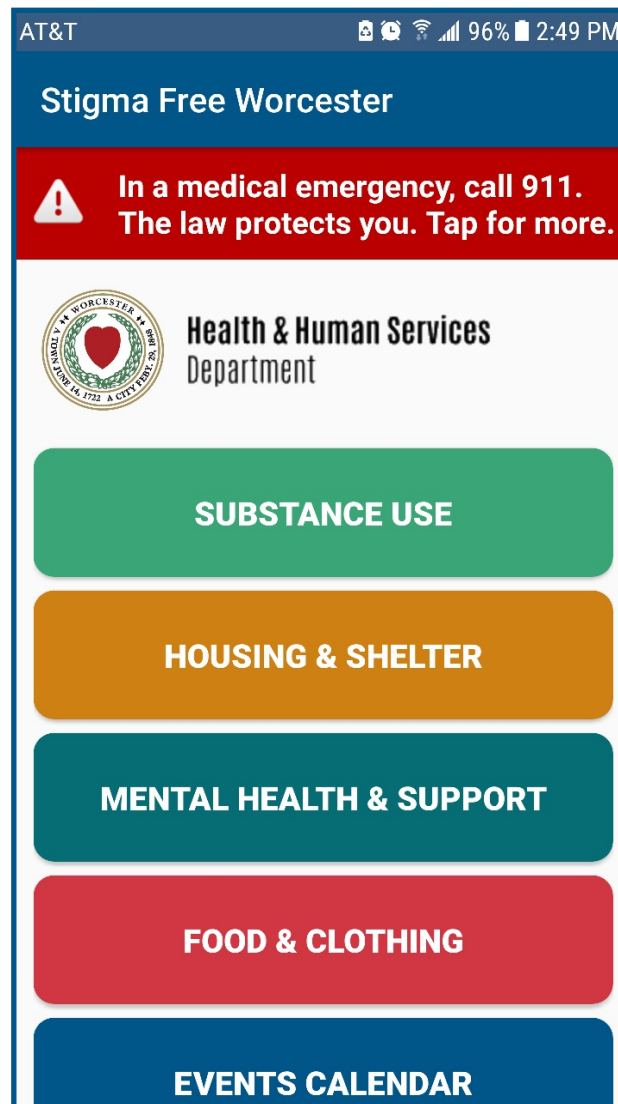 AT&T 96% 2:49 PM
Stigma Free Worcester
In a medical emergency, call 911.
The law protects you. Tap for more.
WORCESTER
A TOWN JUNE 14, 1722 A CITY FEBY. 29, 1848
Health & Human Services
Department
SUBSTANCE USE
HOUSING & SHELTER
MENTAL HEALTH & SUPPORT
FOOD & CLOTHING
EVENTS CALENDAR